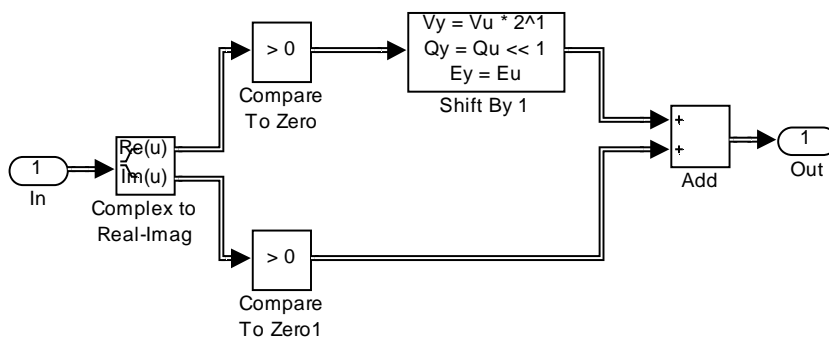 1
In
Re(u)
Im(u)
Complex to
Real-Imag
> 0
Compare
To Zero
Vy = Vu * 2^1
Qy = Qu << 1
Ey = Eu
Shift By 1
> 0
Compare
To Zero1
+
+
Add
1
Out